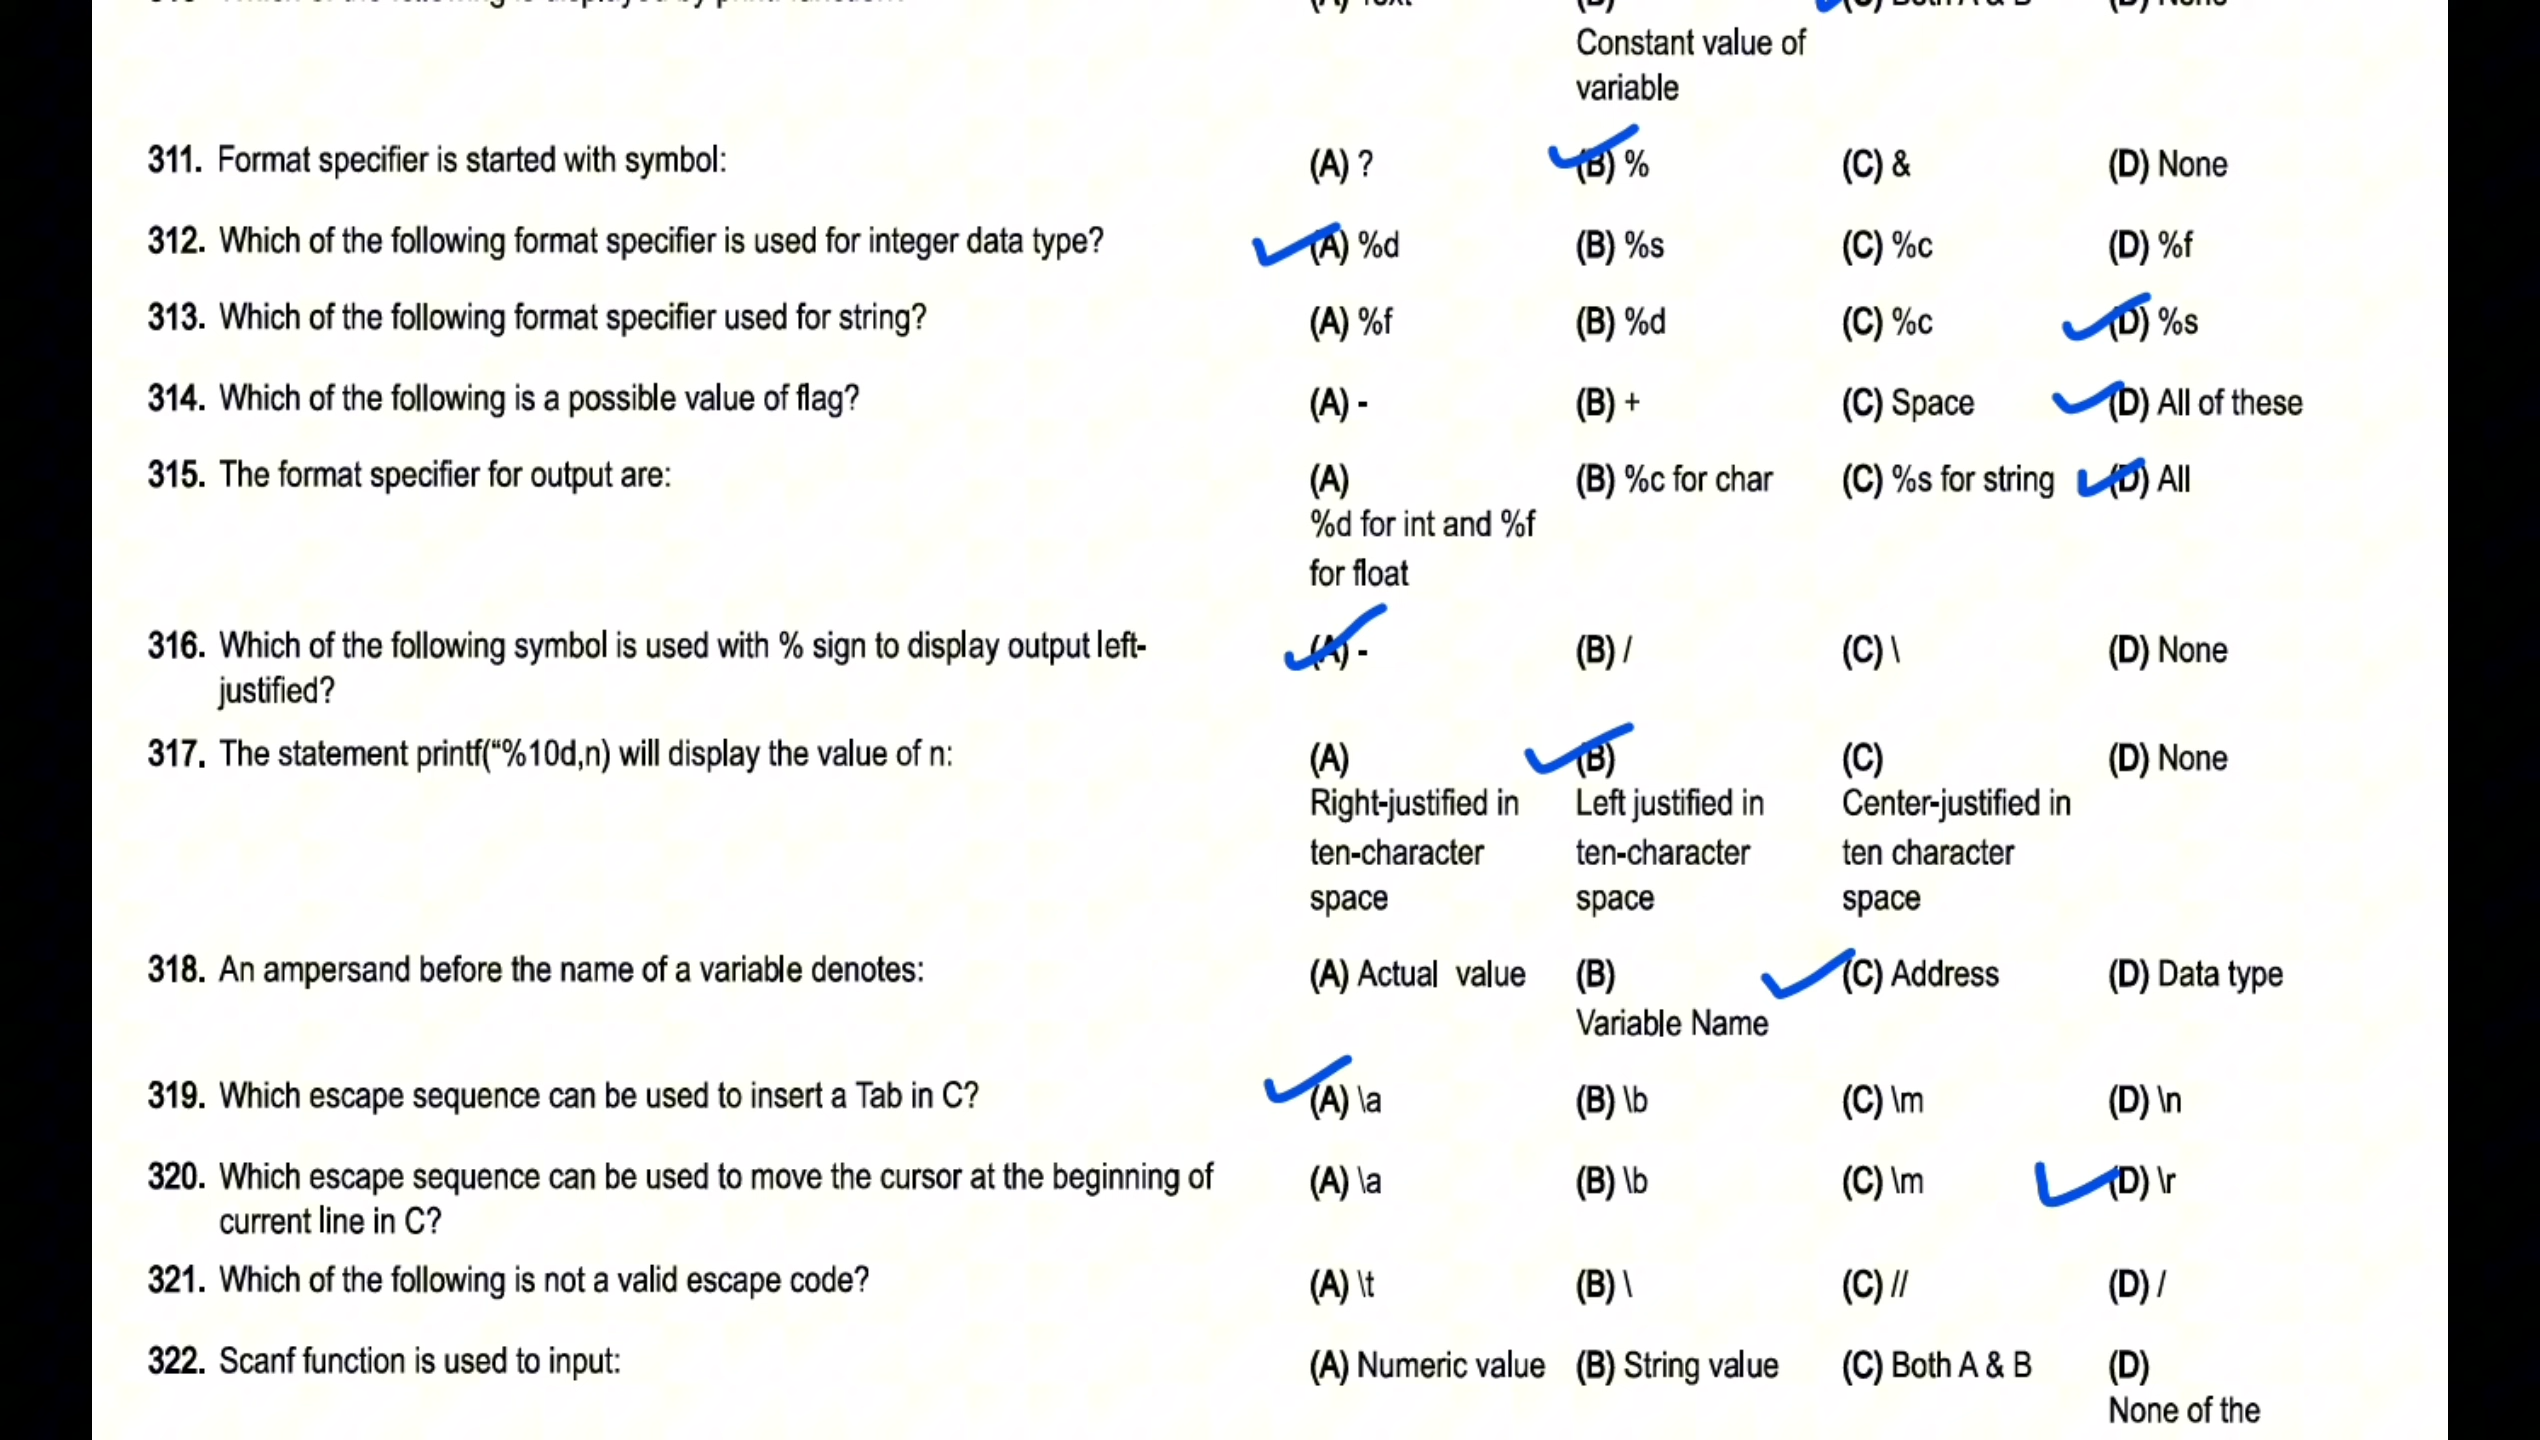 311. Format specifier is started with symbol: (A) ? (B) % (C) & (D) None
Constant value of
variable
312. Which of the following format specifier is used for integer data type? (A) %d (B) %s (C) %c (D) %f
313. Which of the following format specifier used for string? (A) %f (B) %d (C) %c (D) %s
314. Which of the following is a possible value of flag? (A) - (B) + (C) Space (D) All of these
315. The format specifier for output are: (A) (B) %c for char (C) %s for string (D) All
%d for int and %f
for float
316. Which of the following symbol is used with % sign to display output left- (A) - (B) / (C) \ (D) None
justified?
317. The statement printf(“%10d,n) will display the value of n: (A) (B) (C) (D) None
Right-justified in Left justified in Center-justified in
ten-character ten-character ten character
space space space
318. An ampersand before the name of a variable denotes: (A) Actual value (B) (C) Address (D) Data type
Variable Name
319. Which escape sequence can be used to insert a Tab in C? (A) \a (B) \b (C) \m (D) \n
320. Which escape sequence can be used to move the cursor at the beginning of (A) \a (B) \b (C) \m (D) \r
current line in C?
321. Which of the following is not a valid escape code? (A) \t (B) \ (C) // (D) /
322. Scanf function is used to input: (A) Numeric value (B) String value (C) Both A & B (D)
None of the